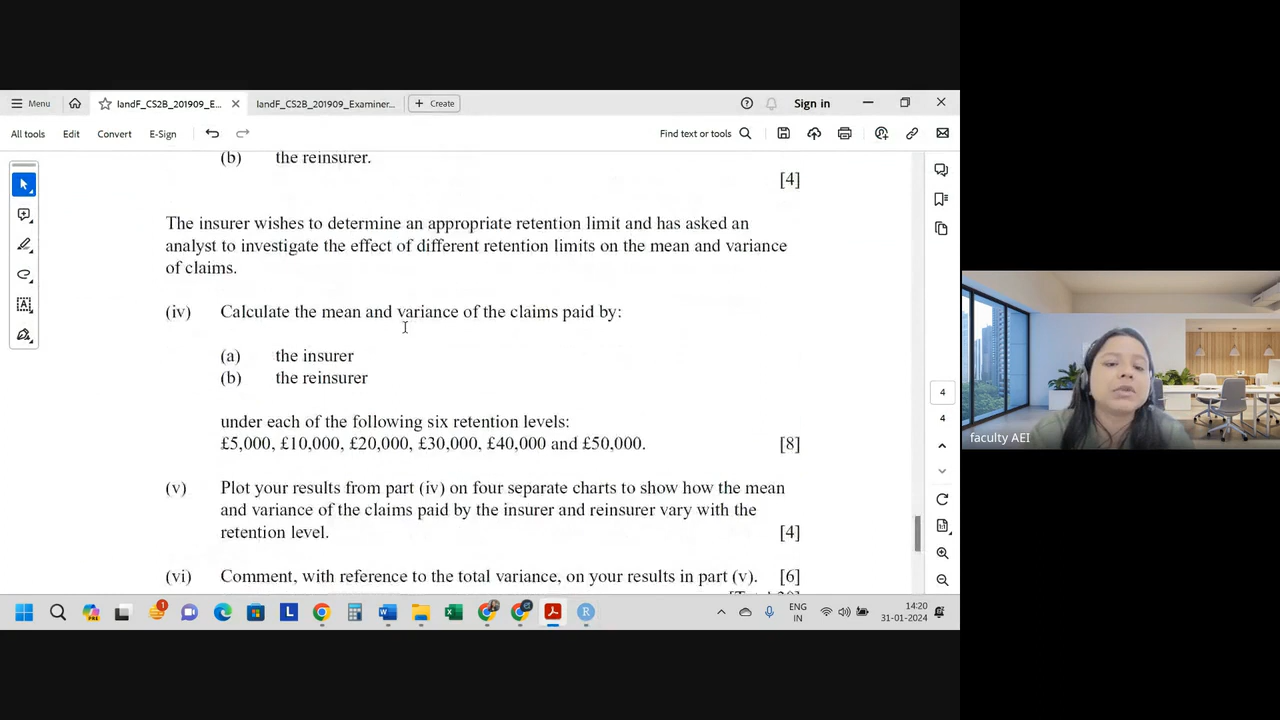 Menu
IandF_CS2B_201909_E...
IandF_CS2B_201909_Examiner...
Create
Sign in
All tools
Edit
Convert
E-Sign
Find text or tools
(b) the reinsurer.
[4]
The insurer wishes to determine an appropriate retention limit and has asked an
analyst to investigate the effect of different retention limits on the mean and variance
of claims.
(iv) Calculate the mean and variance of the claims paid by:
(a) the insurer
(b) the reinsurer
under each of the following six retention levels:
£5,000, £10,000, £20,000, £30,000, £40,000 and £50,000. [8]
(v) Plot your results from part (iv) on four separate charts to show how the mean
and variance of the claims paid by the insurer and reinsurer vary with the
retention level. [4]
(vi) Comment, with reference to the total variance, on your results in part (v). [6]
4
4
faculty AEI
ENG
IN
14:20
31-01-2024